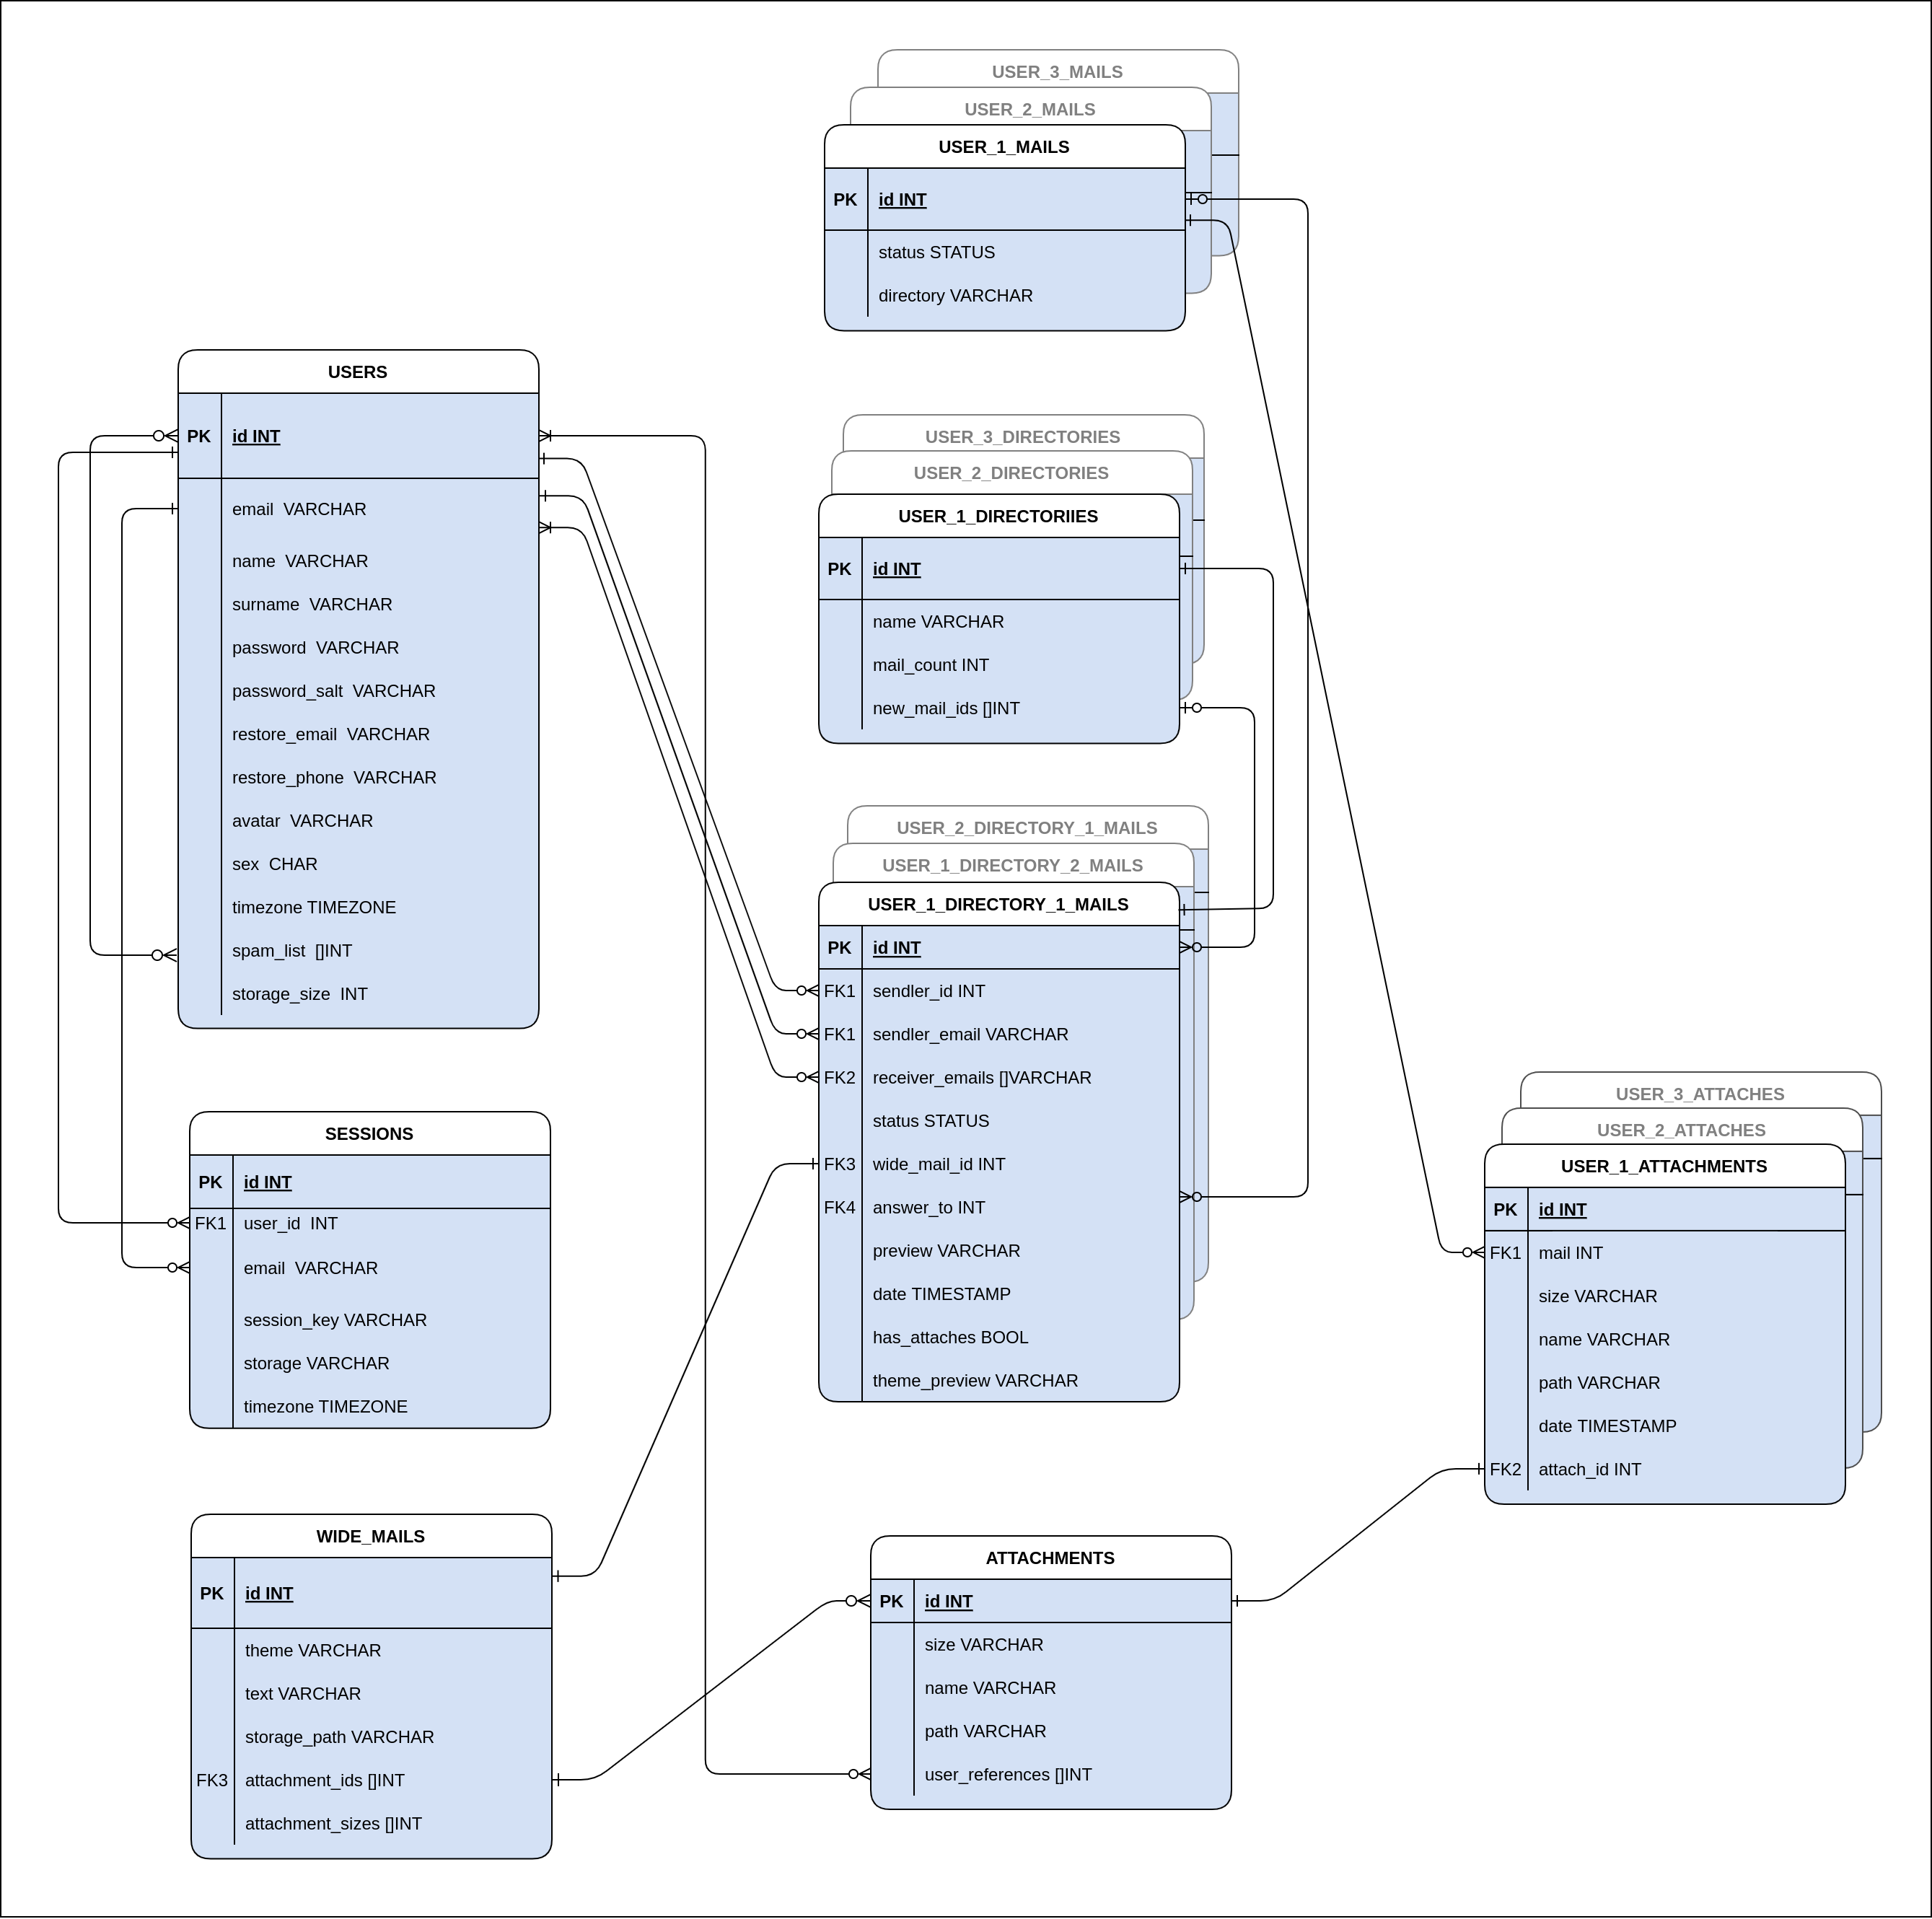 USER_3_MAILS
USER_2_MAILS
USER_1_MAILS
PK id INT
status STATUS
directory VARCHAR
USERS
PK id INT
email VARCHAR
name VARCHAR
surname VARCHAR
password VARCHAR
password_salt VARCHAR
restore_email VARCHAR
restore_phone VARCHAR
avatar VARCHAR
sex CHAR
timezone TIMEZONE
spam_list []INT
storage_size INT
USER_3_DIRECTORIES
USER_2_DIRECTORIES
USER_1_DIRECTORIIES
PK id INT
name VARCHAR
mail_count INT
new_mail_ids []INT
USER_2_DIRECTORY_1_MAILS
USER_1_DIRECTORY_2_MAILS
USER_1_DIRECTORY_1_MAILS
PK id INT
FK1 sendler_id INT
FK1 sendler_email VARCHAR
FK2 receiver_emails []VARCHAR
status STATUS
FK3 wide_mail_id INT
FK4 answer_to INT
preview VARCHAR
date TIMESTAMP
has_attaches BOOL
theme_preview VARCHAR
SESSIONS
PK id INT
FK1 user_id INT
email VARCHAR
session_key VARCHAR
storage VARCHAR
timezone TIMEZONE
USER_3_ATTACHES
USER_2_ATTACHES
USER_1_ATTACHMENTS
PK id INT
FK1 mail INT
size VARCHAR
name VARCHAR
path VARCHAR
date TIMESTAMP
FK2 attach_id INT
WIDE_MAILS
PK id INT
theme VARCHAR
text VARCHAR
storage_path VARCHAR
FK3 attachment_ids []INT
attachment_sizes []INT
ATTACHMENTS
PK id INT
size VARCHAR
name VARCHAR
path VARCHAR
user_references []INT